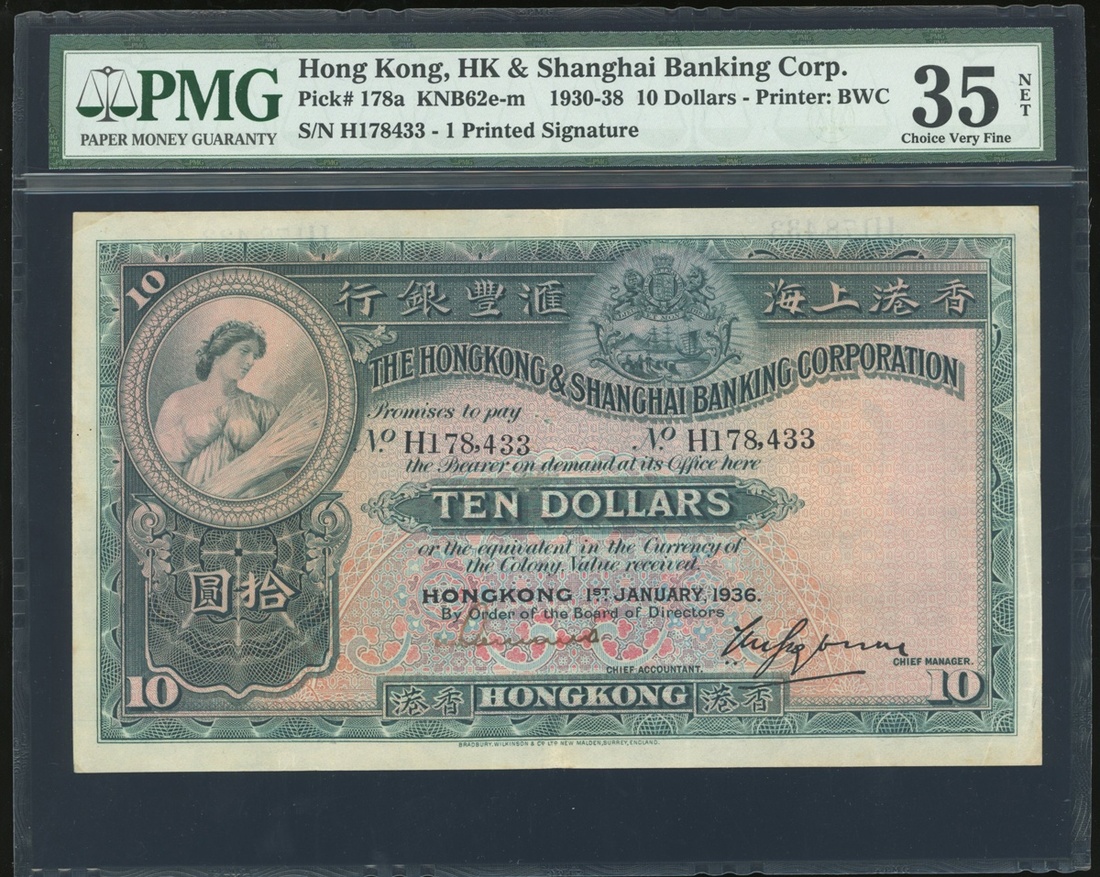 PMG
PAPER MONEY GUARANTY
Hong Kong, HK & Shanghai Banking Corp.
Pick# 178a KNB62e-m 1930-38 10 Dollars - Printer: BWC
S/N H178433 - 1 Printed Signature
35
NET
Choice Very Fine
10
行銀豐滙
海上港香
THE HONGKONG & SHANGHAI BANKING CORPORATION
Promises to pay
No. H178,433 No. H178,433
the Bearer on demand at its Office here
TEN DOLLARS
or the equivalent in the Currency of
the Colony, Value received.
圓拾
HONGKONG 1ST JANUARY, 1936.
By Order of the Board of Directors
CHIEF ACCOUNTANT.
CHIEF MANAGER.
10
港香 HONGKONG 港香
10
BRADBURY, WILKINSON & Co LTD NEW MALDEN, SURREY, ENGLAND.